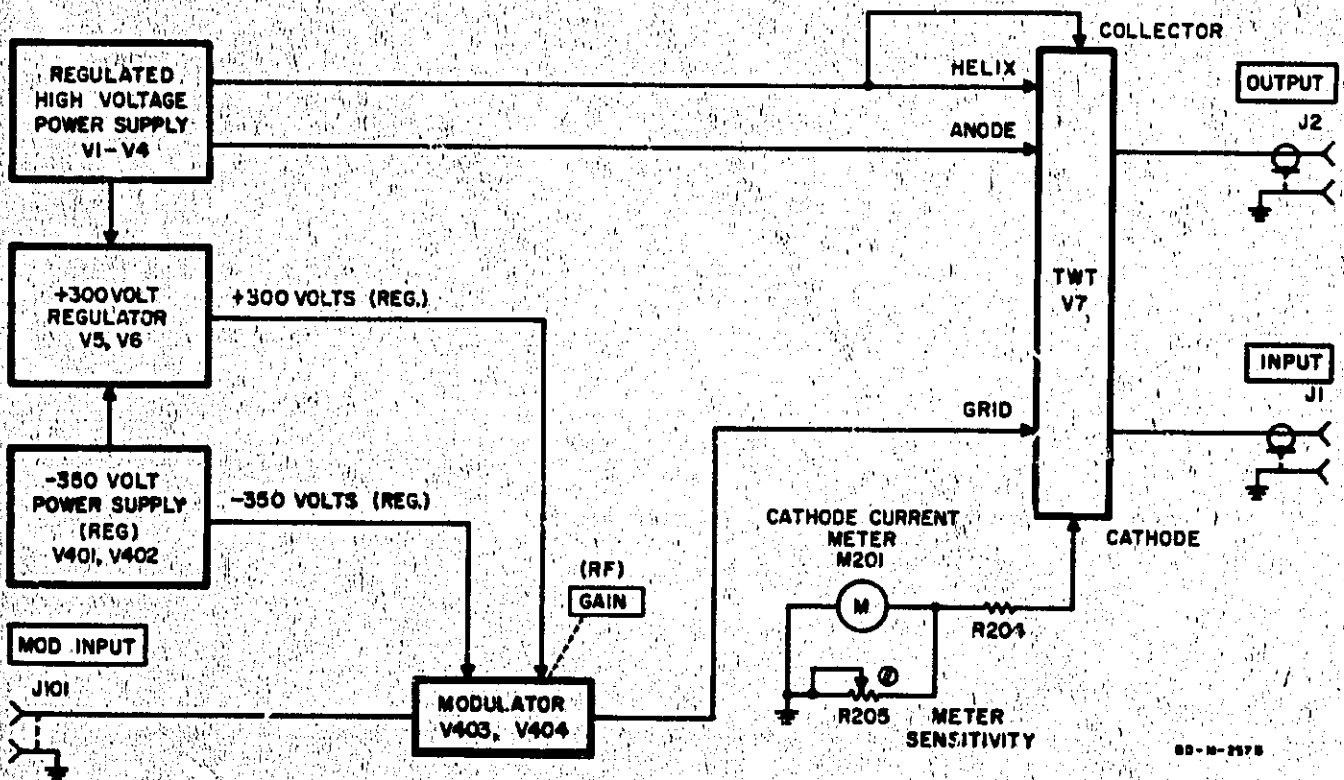 REGULATED
HIGH VOLTAGE
POWER SUPPLY
V1-V4
COLLECTOR
HELIX
ANODE
OUTPUT
J2
+300 VOLT
REGULATOR
V5, V6
+300 VOLTS (REG.)
TWT
V7
INPUT
J1
GRID
-350 VOLT
POWER SUPPLY
(REG)
V401, V402
-350 VOLTS (REG.)
CATHODE CURRENT
METER
M201
CATHODE
(RF)
GAIN
M
R204
MOD INPUT
J101
MODULATOR
V403, V404
R205
METER
SENSITIVITY